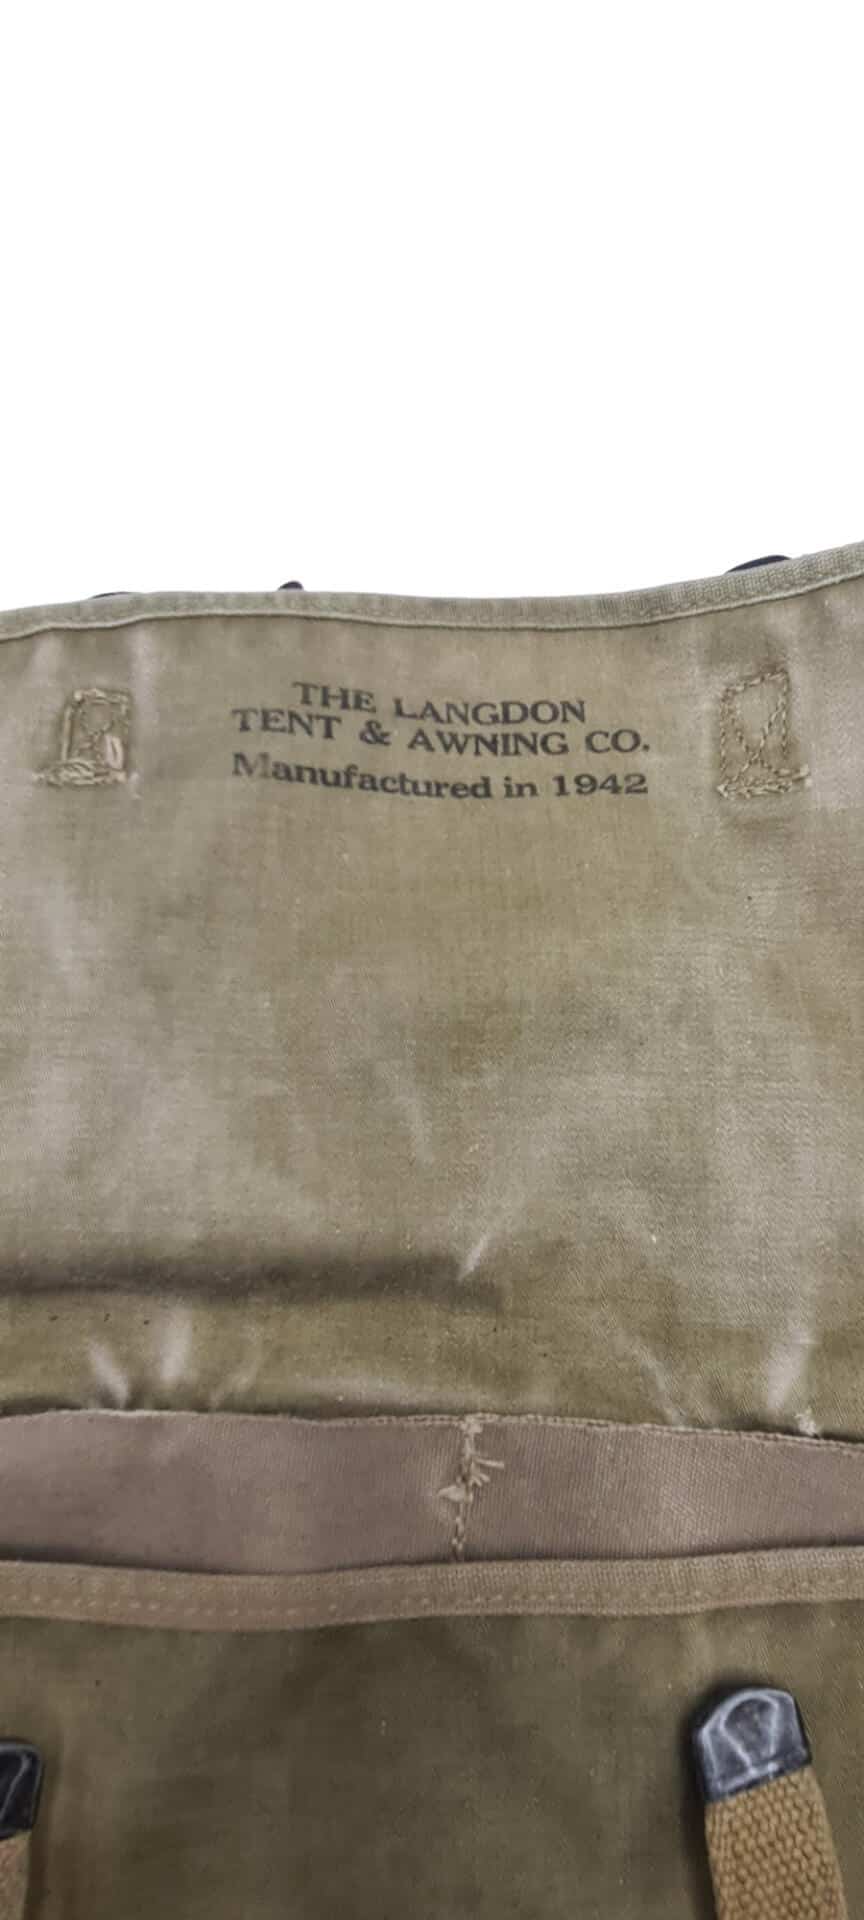 THE LANGDON
TENT & AWNING CO.
Manufactured in 1942